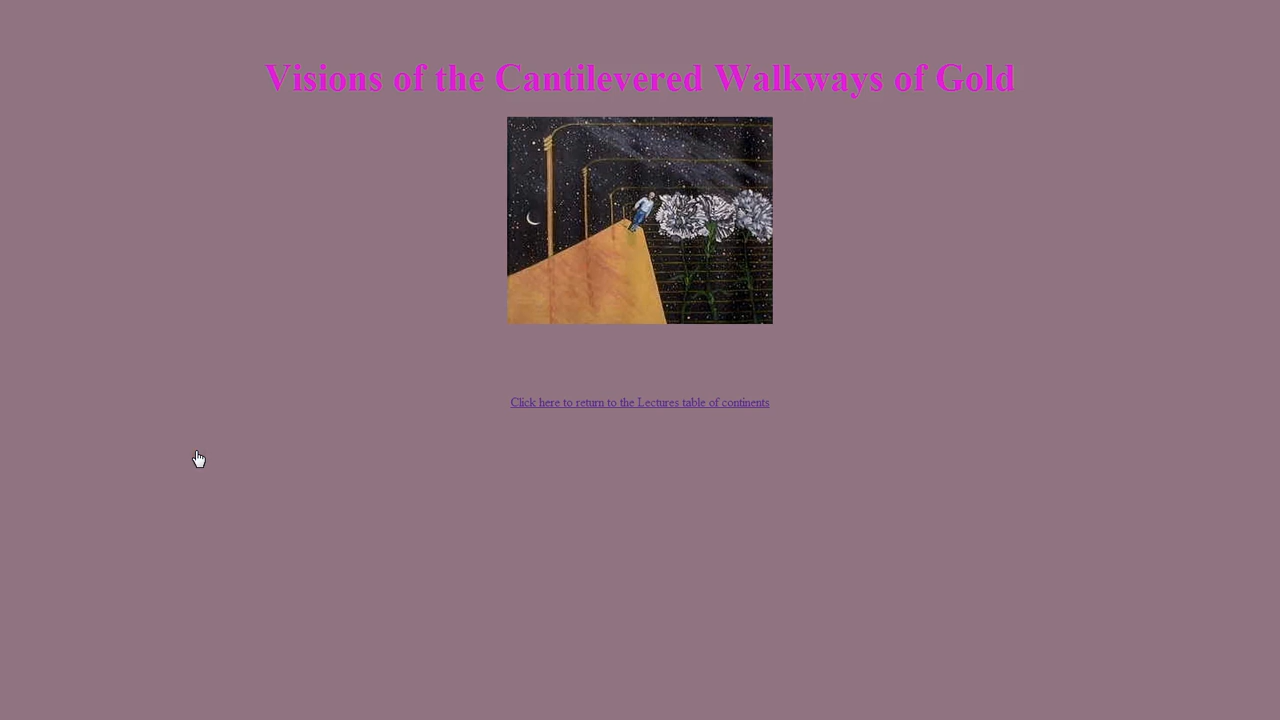 Visions of the Cantilevered Walkways of Gold
Click here to return to the Lectures table of continents